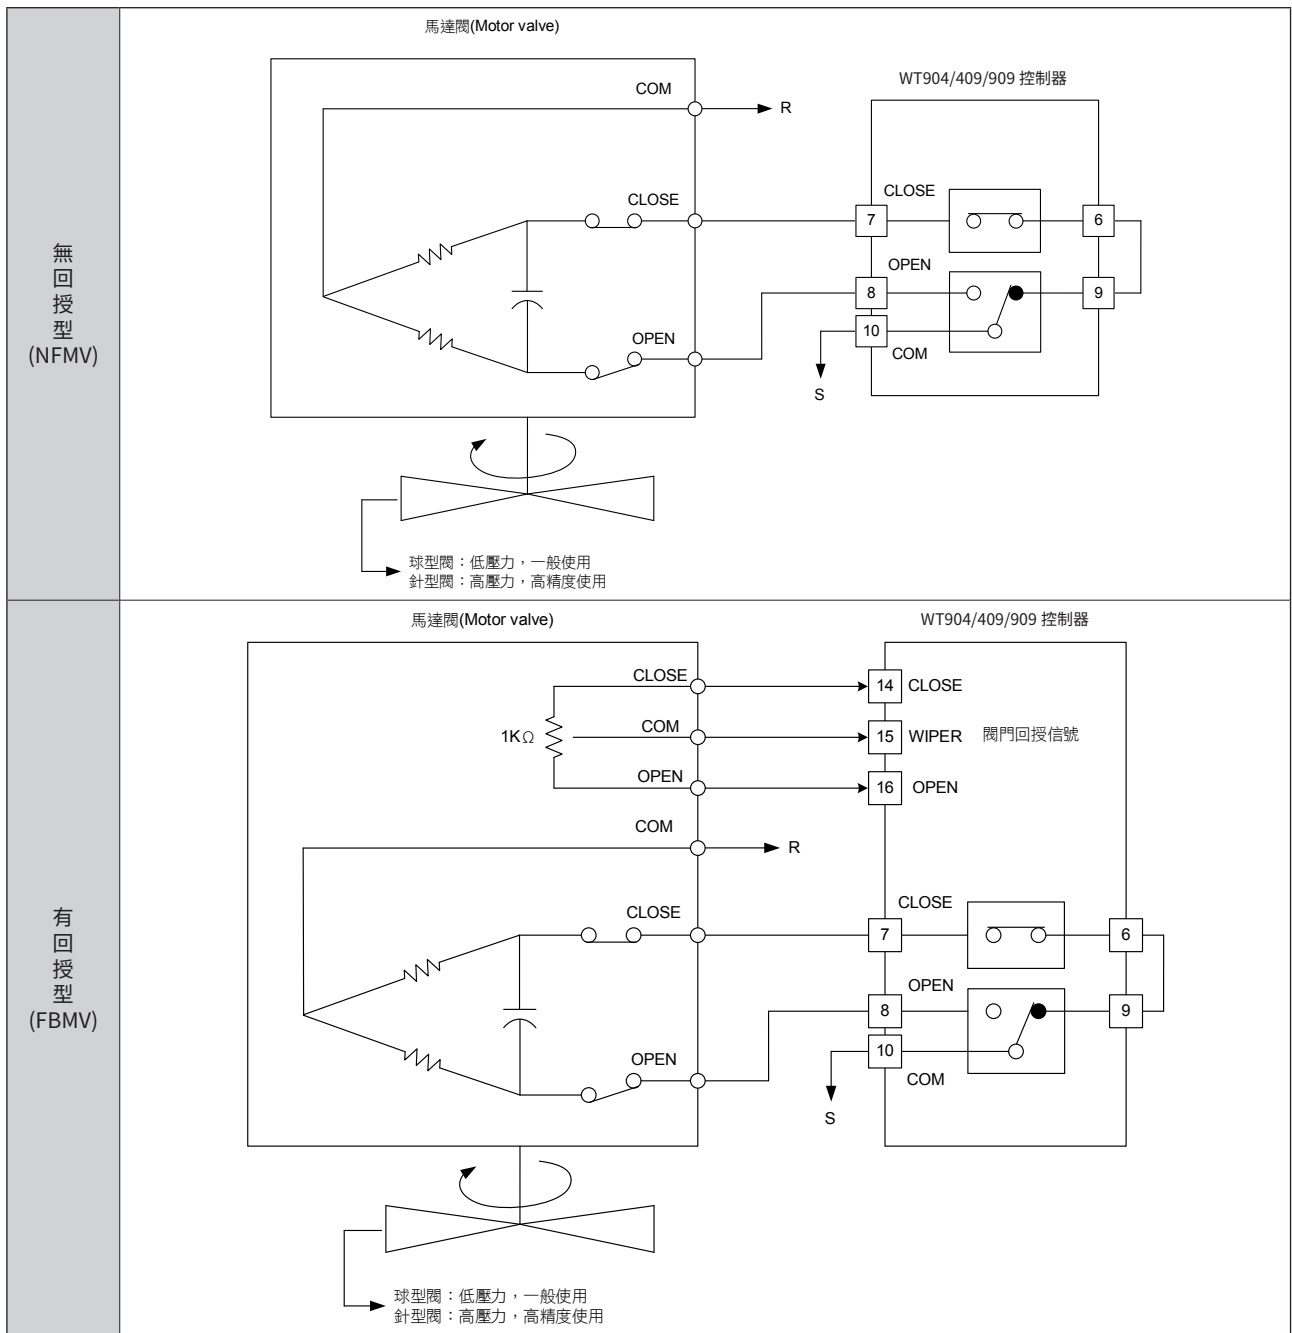 無回授型
(NFMV)
馬達閥(Motor valve)
COM
R
CLOSE
OPEN
WT904/409/909 控制器
CLOSE
7
6
OPEN
8
9
10
COM
S
球型閥：低壓力，一般使用
針型閥：高壓力，高精度使用
有回授型
(FBMV)
馬達閥(Motor valve)
WT904/409/909 控制器
CLOSE
14 CLOSE
1KΩ
COM
15 WIPER 閥門回授信號
OPEN
16 OPEN
COM
R
CLOSE
OPEN
CLOSE
7
6
OPEN
8
9
10
COM
S
球型閥：低壓力，一般使用
針型閥：高壓力，高精度使用